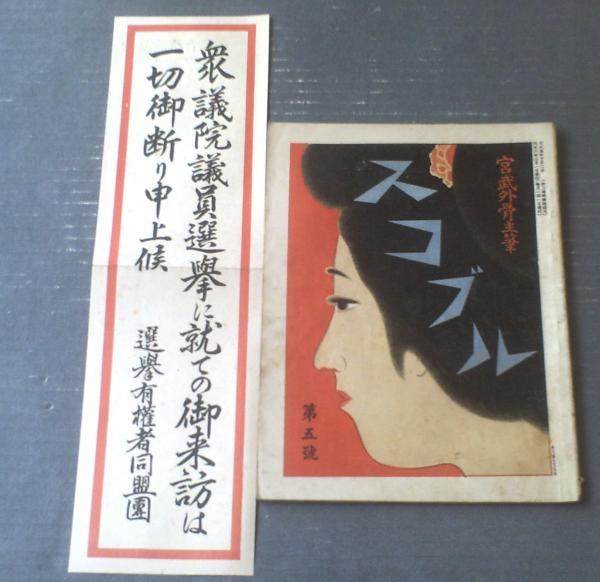 衆議院議員選擧に就ての御来訪は
一切御断り申上候
選擧有權者同盟團
宮武外骨主筆
スコブル
第五號